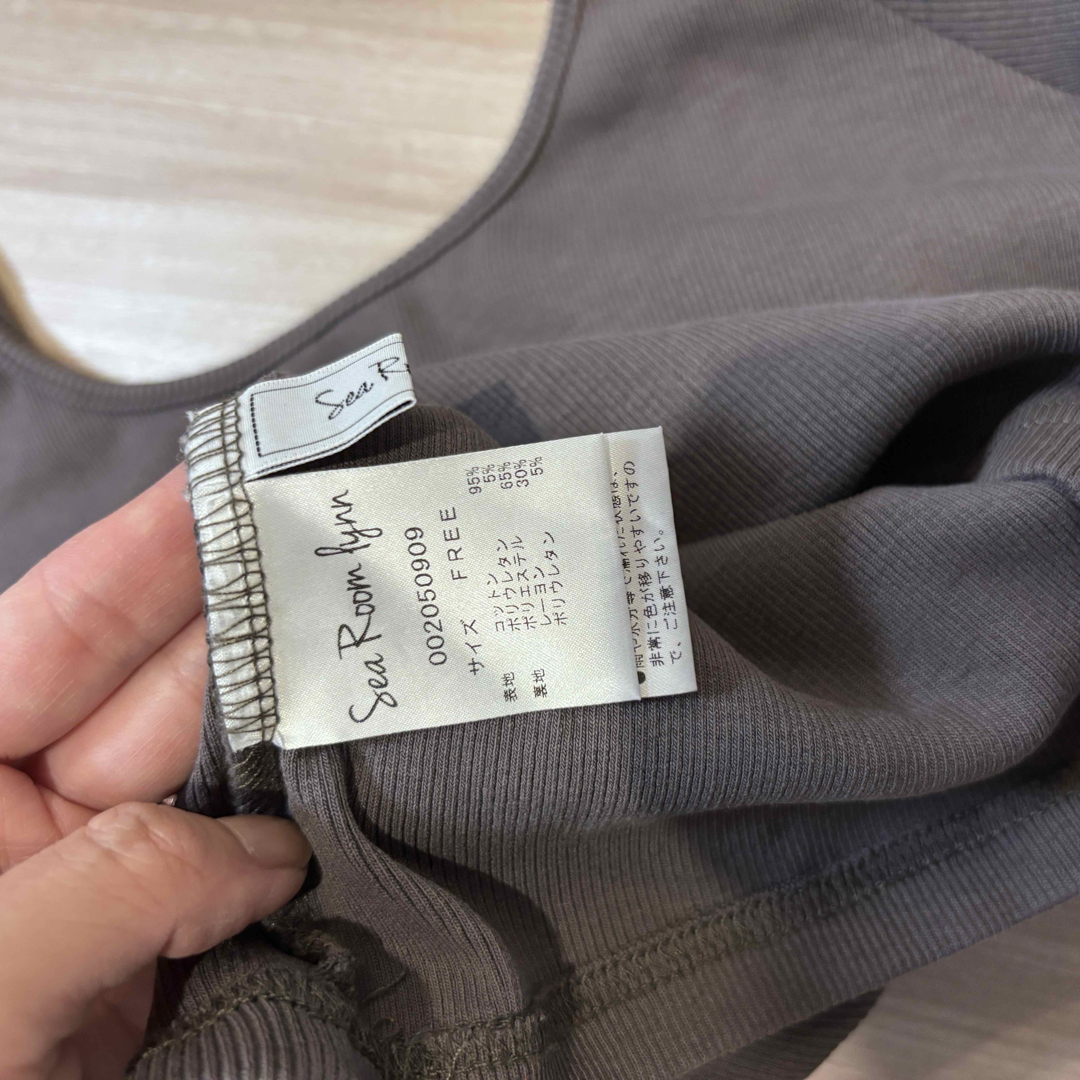 Sea R
Sea Room lynn
002050909
サイズ FREE
表地 コットン 95%
ポリウレタン 5%
裏地 ポリエステル 65%
レーヨン 30%
ポリウレタン 5%
非常に色が移りやすいですの
で、ご注意下さい。